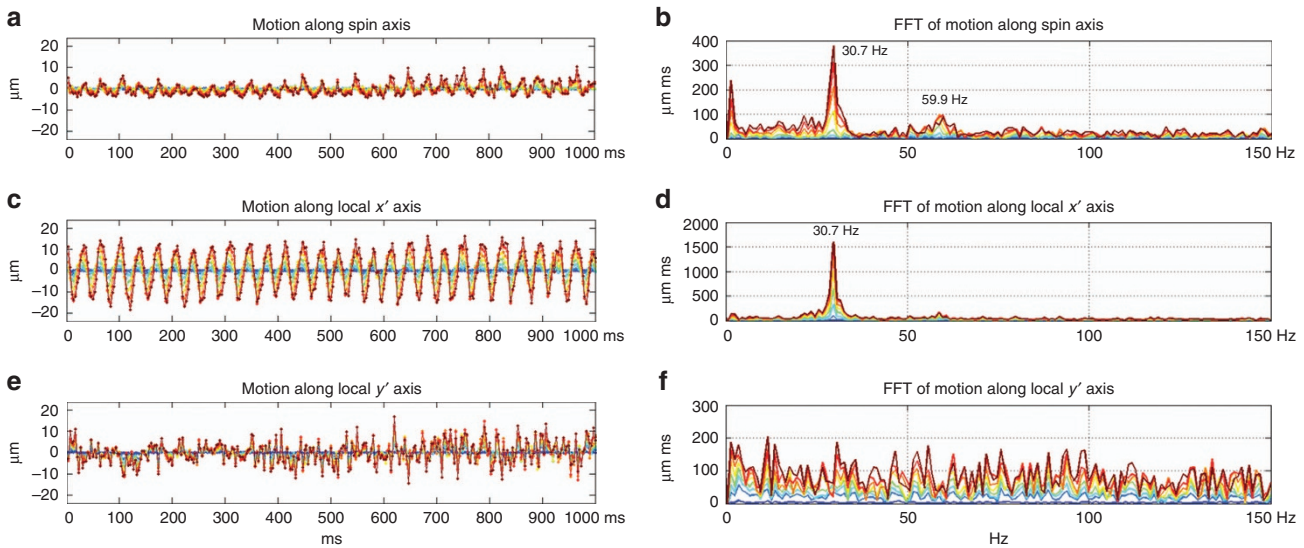 a
Motion along spin axis
μm
20
10
0
−10
−20
0 100 200 300 400 500 600 700 800 900 1000 ms
b
FFT of motion along spin axis
μm ms
400
300
200
100
0
30.7 Hz
59.9 Hz
0 50 100 150 Hz
c
Motion along local x′ axis
μm
20
10
0
−10
−20
0 100 200 300 400 500 600 700 800 900 1000 ms
d
FFT of motion along local x′ axis
μm ms
2000
1500
1000
500
0
30.7 Hz
0 50 100 150 Hz
e
Motion along local y′ axis
μm
20
10
0
−10
−20
0 100 200 300 400 500 600 700 800 900 1000 ms
ms
f
FFT of motion along local y′ axis
μm ms
300
200
100
0
0 50 100 150 Hz
Hz